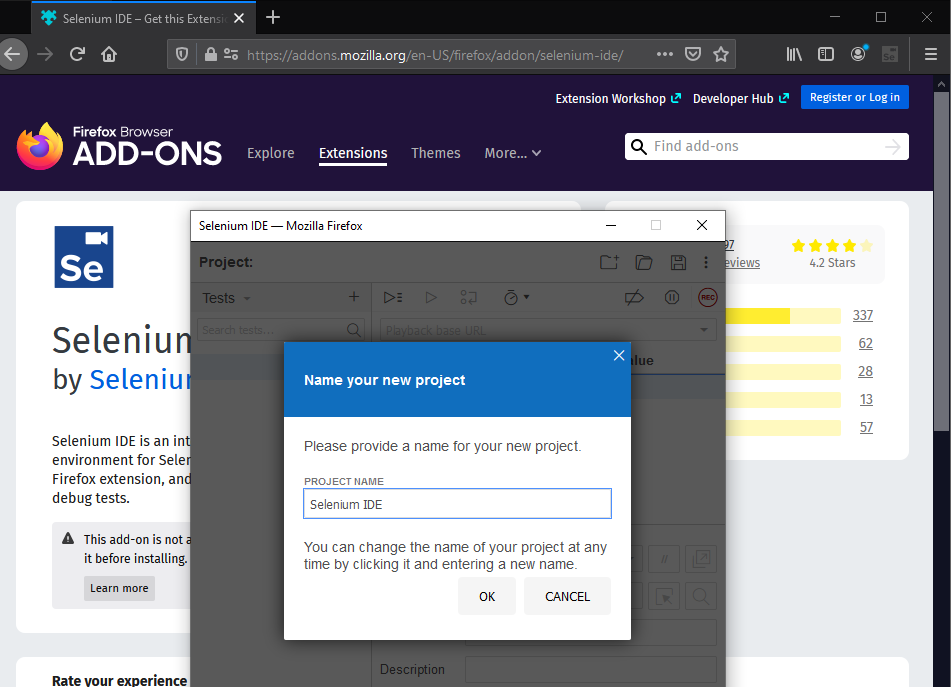 Selenium IDE – Get this Extensi
https://addons.mozilla.org/en-US/firefox/addon/selenium-ide/
Extension Workshop
Developer Hub
Register or Log in
Firefox Browser
ADD-ONS
Explore
Extensions
Themes
More...
Find add-ons
Se
Selenium IDE — Mozilla Firefox
Project:
Tests
REC
Search tests...
Playback base URL
97
eviews
4.2 Stars
337
62
28
13
57
Selenium
by Selenium
Selenium IDE is an int
environment for Selen
Firefox extension, and
debug tests.
This add-on is not a
it before installing.
Learn more
alue
Name your new project
Please provide a name for your new project.
PROJECT NAME
Selenium IDE
You can change the name of your project at any
time by clicking it and entering a new name.
OK
CANCEL
//
Description
Rate your experience